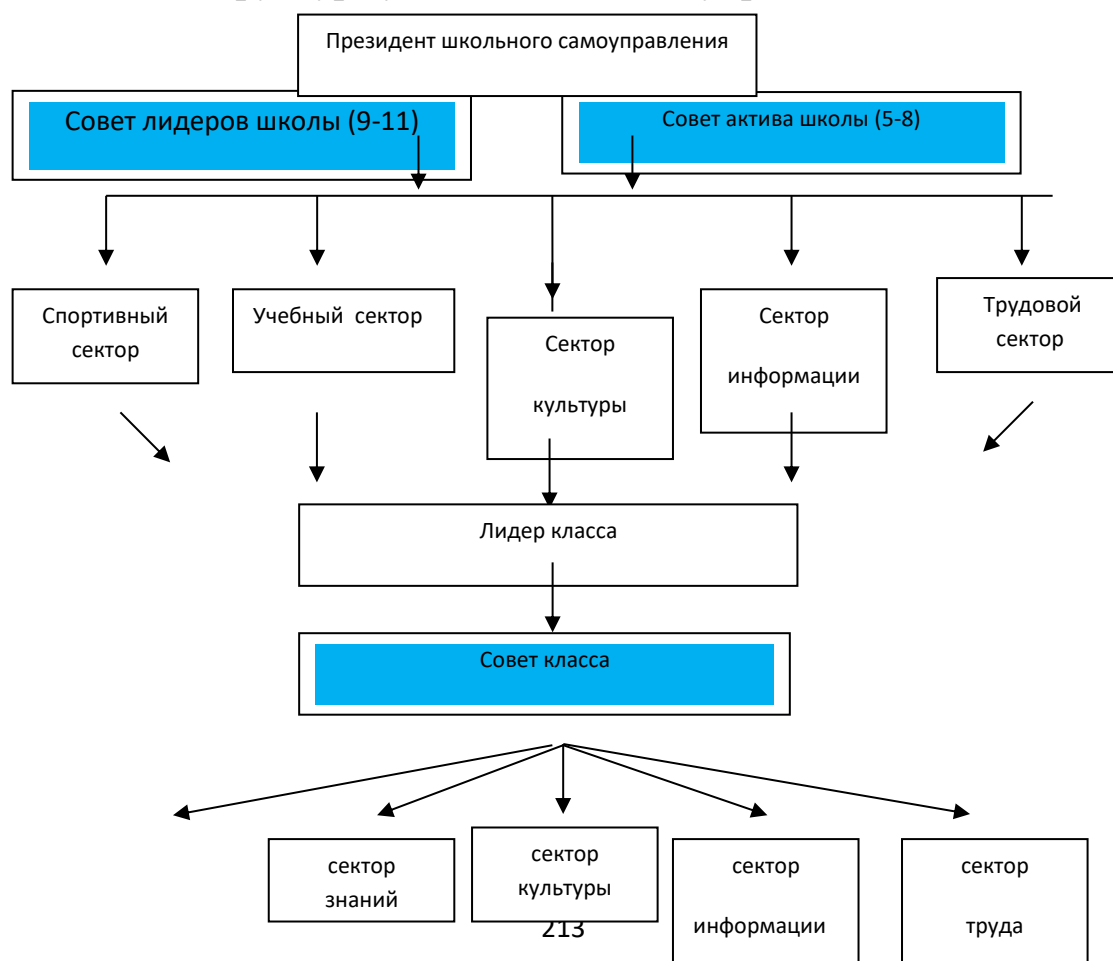 Президент школьного самоуправления
Совет лидеров школы (9-11)
Совет актива школы (5-8)
Спортивный
сектор
Учебный сектор
Сектор
культуры
Сектор
информации
Трудовой
сектор
Лидер класса
Совет класса
сектор
знаний
сектор
культуры
сектор
информации
сектор
труда
213